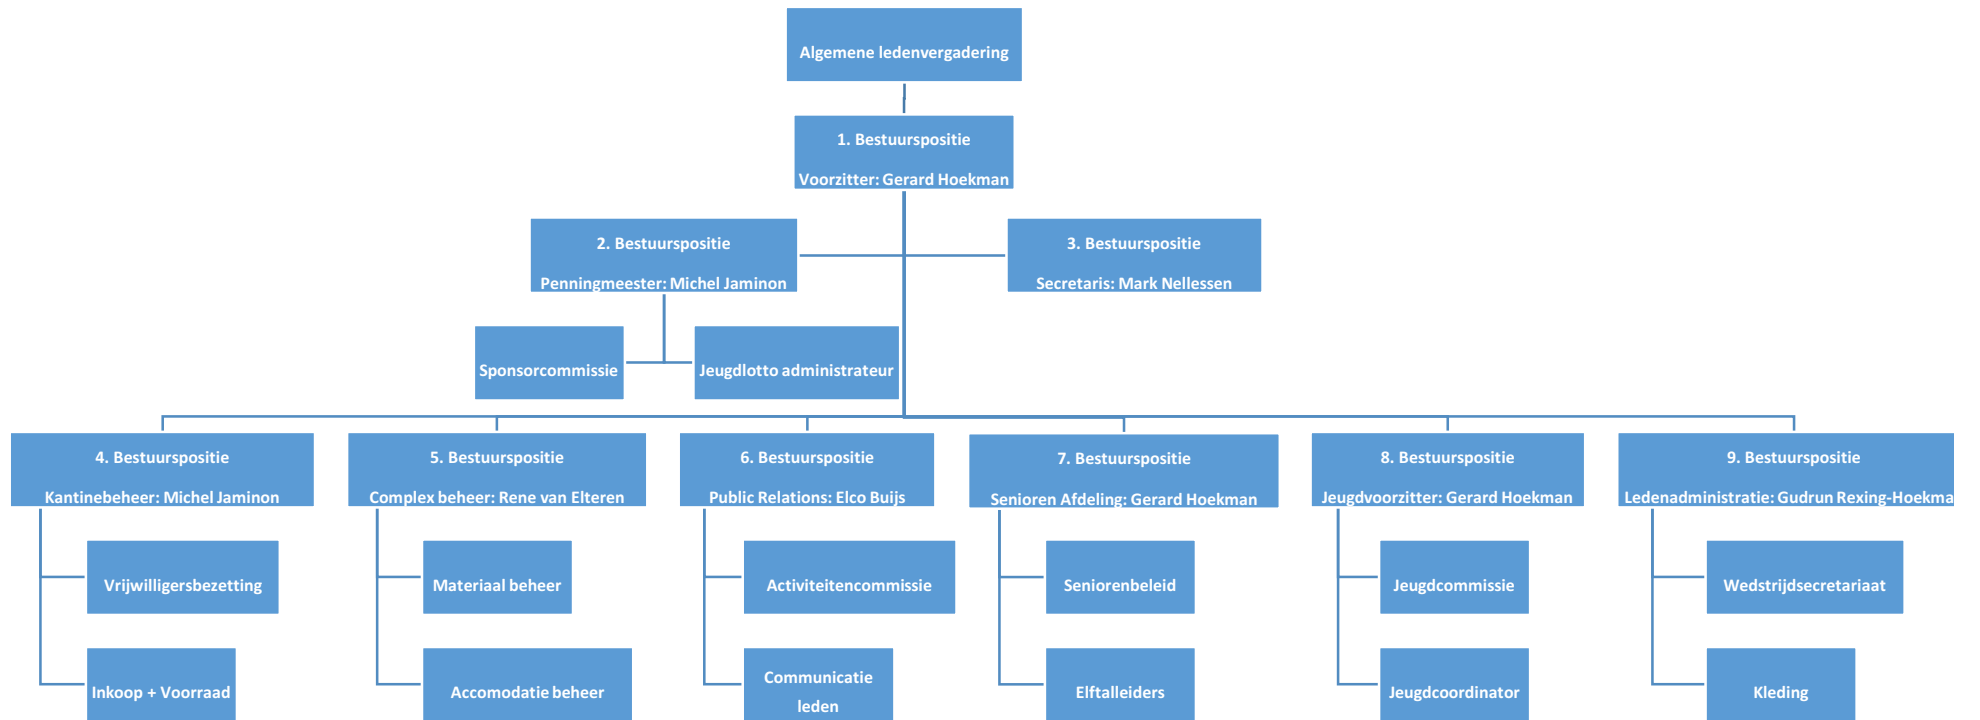 Algemene ledenvergadering
1. Bestuurspositie
Voorzitter: Gerard Hoekman
2. Bestuurspositie
Penningmeester: Michel Jaminon
3. Bestuurspositie
Secretaris: Mark Nellessen
Sponsorcommissie
Jeugdlotto administrateur
4. Bestuurspositie
Kantinebeheer: Michel Jaminon
5. Bestuurspositie
Complex beheer: Rene van Elteren
6. Bestuurspositie
Public Relations: Elco Buijs
7. Bestuurspositie
Senioren Afdeling: Gerard Hoekman
8. Bestuurspositie
Jeugdvoorzitter: Gerard Hoekman
9. Bestuurspositie
Ledenadministratie: Gudrun Rexing-Hoekma
Vrijwilligersbezetting
Inkoop + Voorraad
Materiaal beheer
Accomodatie beheer
Activiteitencommissie
Communicatie
leden
Seniorenbeleid
Elftalleiders
Jeugdcommissie
Jeugdcoordinator
Wedstrijdsecretariaat
Kleding